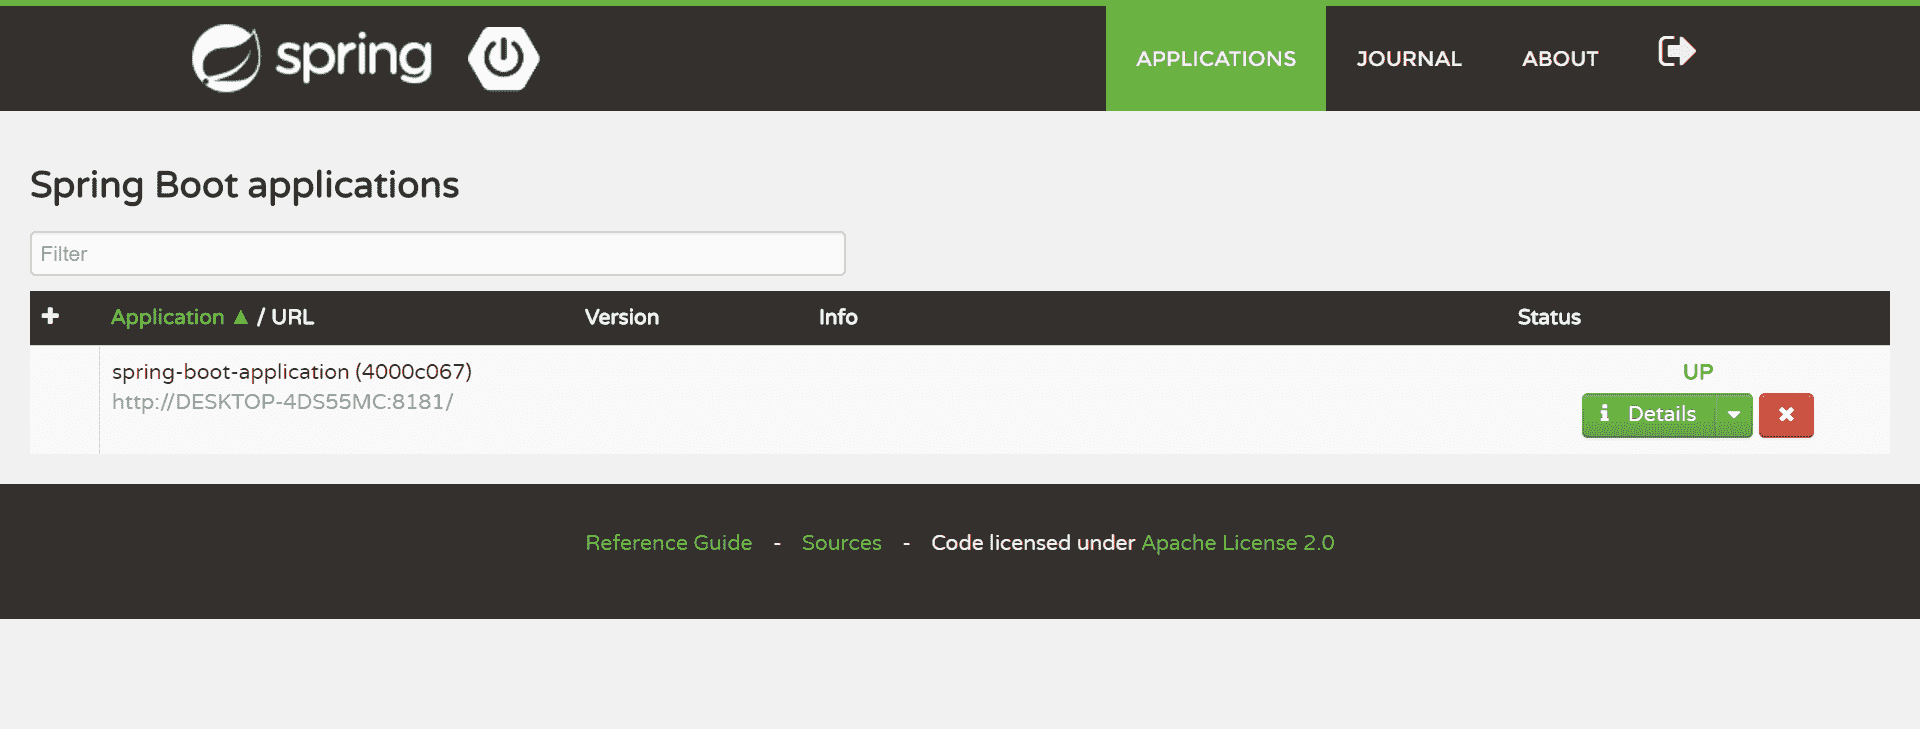 spring
APPLICATIONS JOURNAL ABOUT
Spring Boot applications
Filter
Application ▲ / URL Version Info Status
spring-boot-application (4000c067) UP
http://DESKTOP-4DS55MC:8181/
Details
Reference Guide - Sources - Code licensed under Apache License 2.0